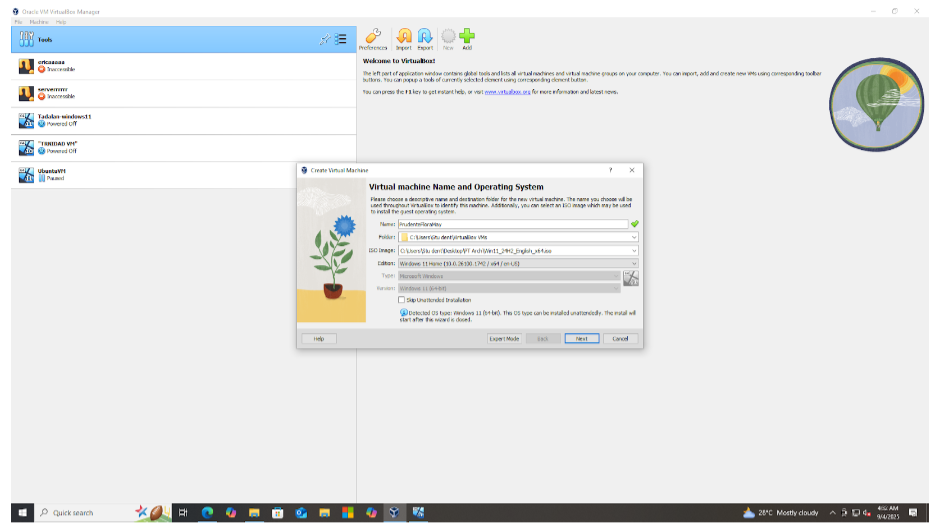 Oracle VM VirtualBox Manager
File Machine Help
Tools
Preferences Import Export New Add
ericaaaaa
Inaccessible
serverrrrr
Inaccessible
Tadalan-windows11
Powered Off
"TRNIDAD VM"
Powered Off
UbuntuVM
Paused
Welcome to VirtualBox!
The left part of application window contains global tools and lists all virtual machines and virtual machine groups on your computer. You can import, add and create new VMs using corresponding toolbar
buttons. You can popup a tools of currently selected element using corresponding element button.
You can press the F1 key to get instant help, or visit www.virtualbox.org for more information and latest news.
Create Virtual Machine
Virtual machine Name and Operating System
Please choose a descriptive name and destination folder for the new virtual machine. The name you choose will be
used throughout VirtualBox to identify this machine. Additionally, you can select an ISO image which may be used
to install the guest operating system.
Name: PrudenteFloraMay
Folder: C:\Users\Student\VirtualBox VMs
ISO Image: C:\Users\Student\Desktop\PT Arch\Win11_24H2_English_x64.iso
Edition: Windows 11 Home (10.0.26100.1742 / x64 / en-US)
Type: Microsoft Windows
Version: Windows 11 (64-bit)
Skip Unattended Installation
Detected OS type: Windows 11 (64-bit). This OS type can be installed unattendedly. The install will
start after this wizard is closed.
Help Expert Mode Back Next Cancel
Quick search
28°C Mostly cloudy
9/4/2025